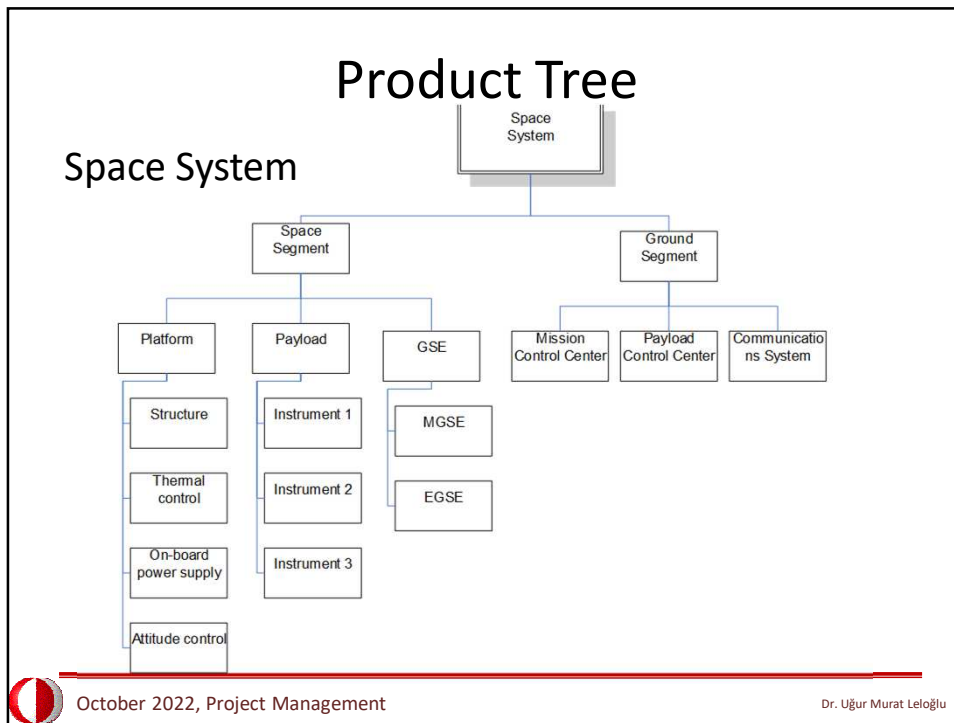 Product Tree
Space
System
Space System
Space
Segment
Ground
Segment
Platform
Payload
GSE
Mission
Control Center
Payload
Control Center
Communicatio
ns System
Structure
Instrument 1
MGSE
Thermal
control
Instrument 2
EGSE
On-board
power supply
Instrument 3
Attitude control
October 2022, Project Management
Dr. Uğur Murat Leloğlu